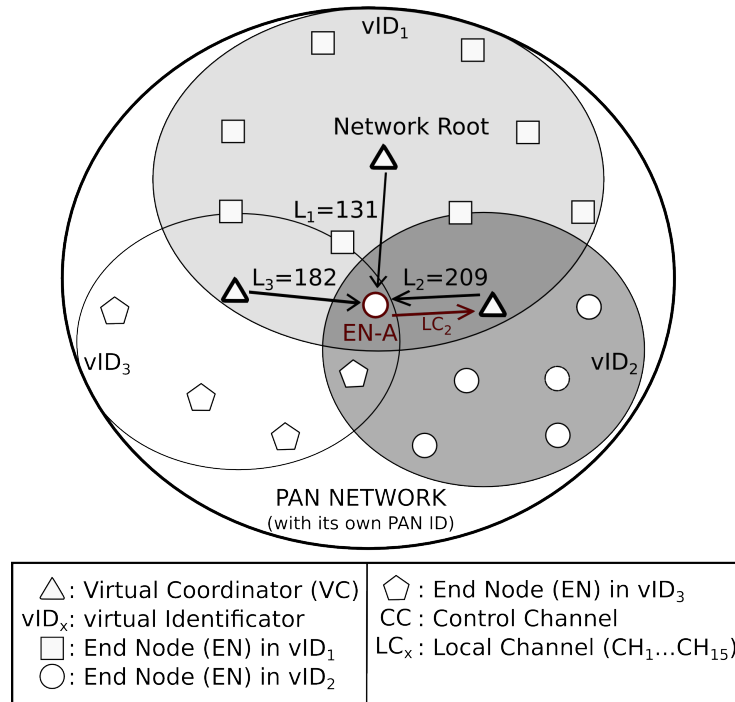 vID₁
Network Root
L₁=131
L₃=182
L₂=209
EN-A
LC₂
vID₃
vID₂
PAN NETWORK
(with its own PAN ID)
: Virtual Coordinator (VC)
vIDₓ: virtual Identificator
: End Node (EN) in vID₁
: End Node (EN) in vID₂
: End Node (EN) in vID₃
CC : Control Channel
LCₓ : Local Channel (CH₁...CH₁₅)